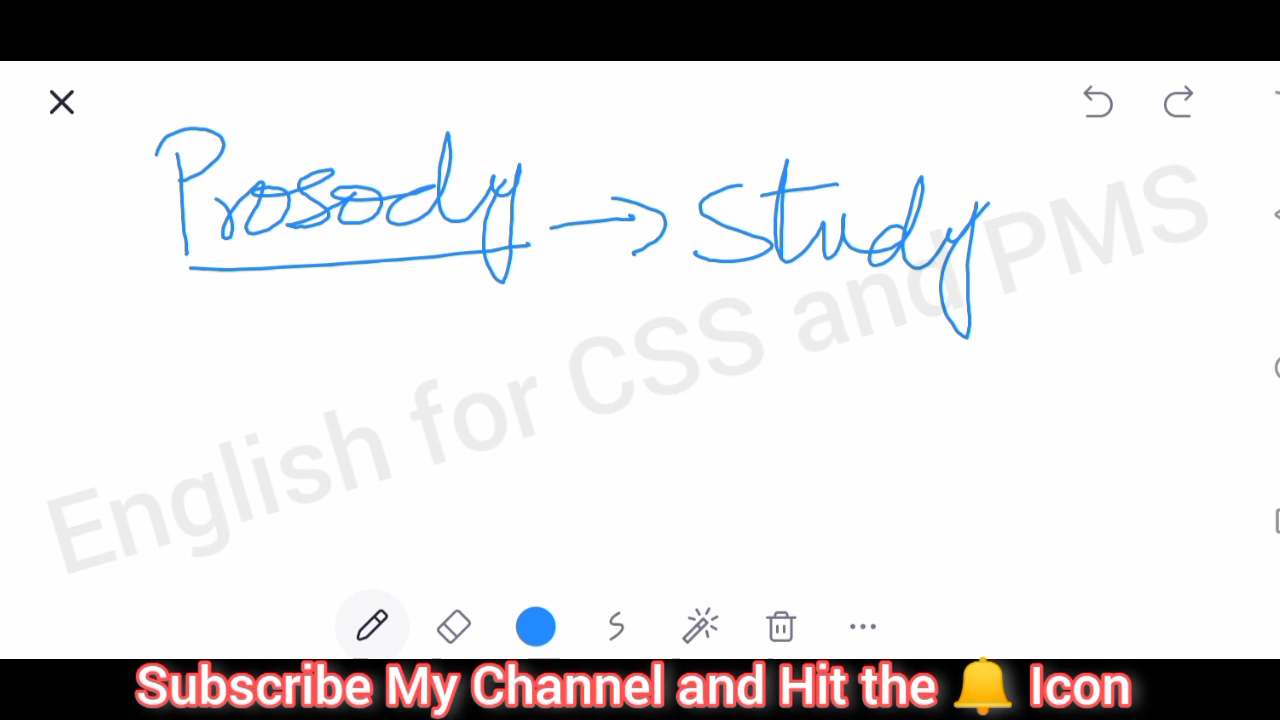 Prosody → Study
English for CSS and PMS
Subscribe My Channel and Hit the 🔔 Icon